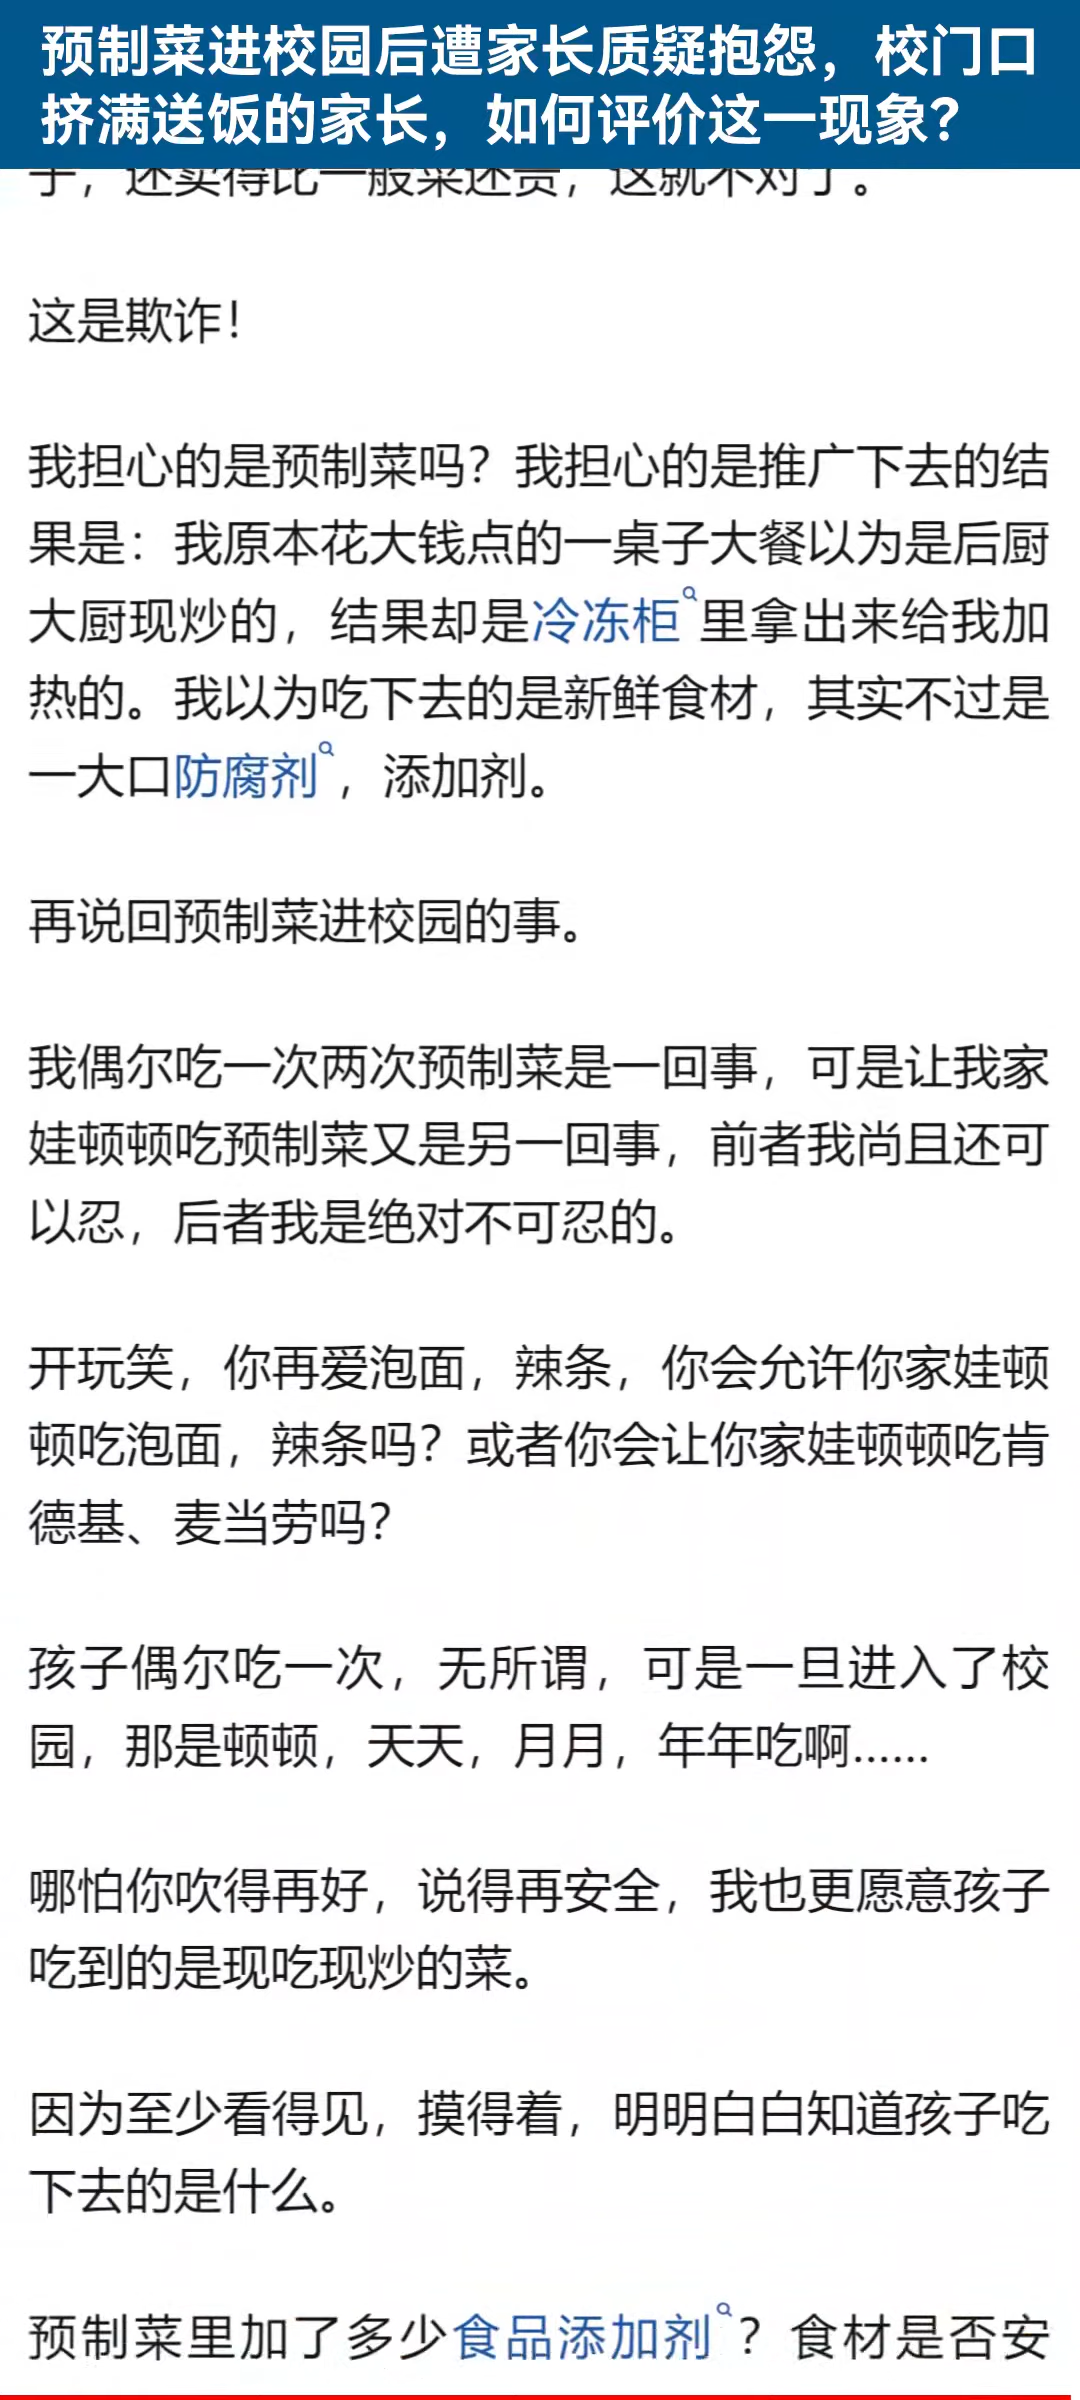 预制菜进校园后遭家长质疑抱怨，校门口
挤满送饭的家长，如何评价这一现象？
子，还卖得比一般菜还贵，这就不对了。
这是欺诈！
我担心的是预制菜吗？我担心的是推广下去的结
果是：我原本花大钱点的一桌子大餐以为是后厨
大厨现炒的，结果却是冷冻柜里拿出来给我加
热的。我以为吃下去的是新鲜食材，其实不过是
一大口防腐剂，添加剂。
再说回预制菜进校园的事。
我偶尔吃一次两次预制菜是一回事，可是让我家
娃顿顿吃预制菜又是另一回事，前者我尚且还可
以忍，后者我是绝对不可忍的。
开玩笑，你再爱泡面，辣条，你会允许你家娃顿
顿吃泡面，辣条吗？或者你会让你家娃顿顿吃肯
德基、麦当劳吗？
孩子偶尔吃一次，无所谓，可是一旦进入了校
园，那是顿顿，天天，月月，年年吃啊……
哪怕你吹得再好，说得再安全，我也更愿意孩子
吃到的是现吃现炒的菜。
因为至少看得见，摸得着，明明白白知道孩子吃
下去的是什么。
预制菜里加了多少食品添加剂？食材是否安